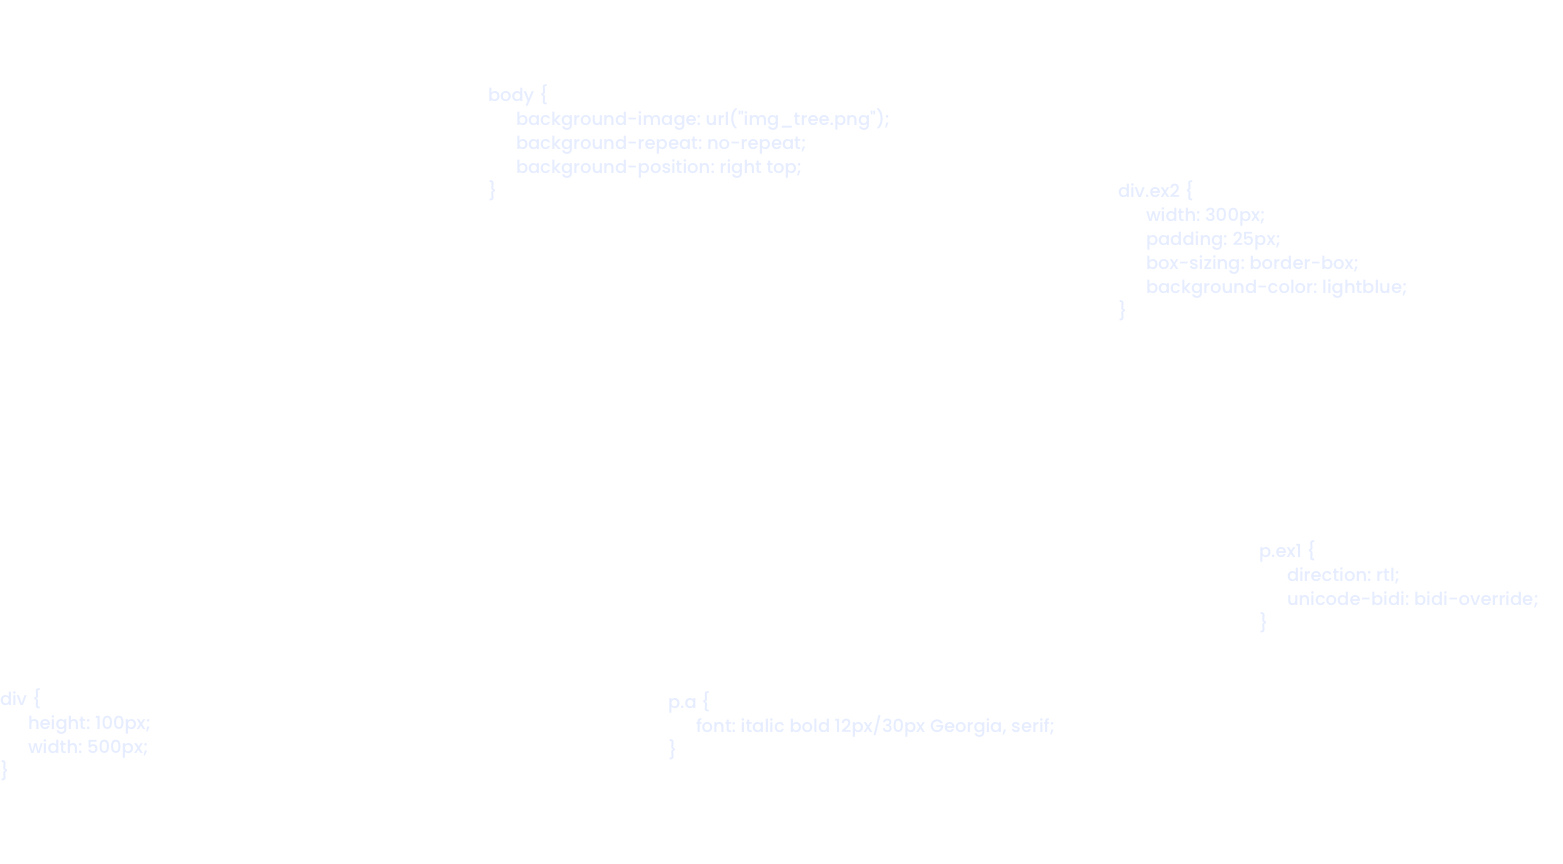 body {
background-image: url("img_tree.png");
background-repeat: no-repeat;
background-position: right top;
}
div.ex2 {
width: 300px;
padding: 25px;
box-sizing: border-box;
background-color: lightblue;
}
p.ex1 {
direction: rtl;
unicode-bidi: bidi-override;
}
div {
height: 100px;
width: 500px;
}
p.a {
font: italic bold 12px/30px Georgia, serif;
}